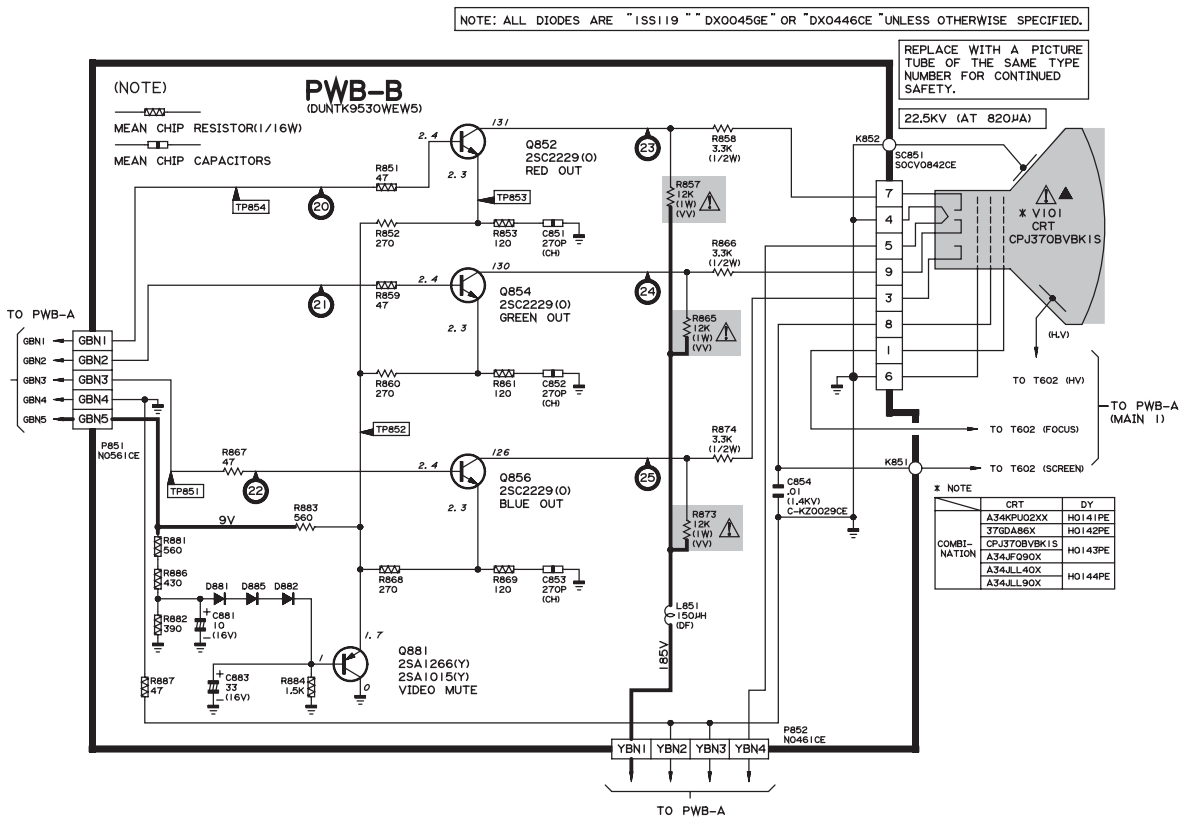 NOTE: ALL DIODES ARE "ISS119" "DX0045GE" OR "DX0446CE" UNLESS OTHERWISE SPECIFIED.
REPLACE WITH A PICTURE
TUBE OF THE SAME TYPE
NUMBER FOR CONTINUED
SAFETY.
(NOTE)
PWB-B
(DUNTK9530WEW5)
MEAN CHIP RESISTOR(1/16W)
MEAN CHIP CAPACITORS
22.5KV (AT 820µA)
K852
SC851
SOCV0842CE
131
2.4
Q852
2SC2229(O)
RED OUT
2.3
23
R858
3.3K
(1/2W)
R851
47
TP854
20
TP853
R857
12K
(1W)
(VV)
R852
270
R853
120
C851
270P
(CH)
7
4
5
9
3
8
1
6
* V101
CRT
CPJ370BVBK1S
130
2.4
R859
47
21
Q854
2SC2229(O)
GREEN OUT
2.3
24
R866
3.3K
(1/2W)
R865
12K
(1W)
(VV)
TO PWB-A
GBN1
GBN2
GBN3
GBN4
GBN5
GBN1
GBN2
GBN3
GBN4
GBN5
P851
N0561CE
R860
270
R861
120
C852
270P
(CH)
(H.V)
TO T602 (HV)
TO PWB-A
(MAIN 1)
TO T602 (FOCUS)
K851
TO T602 (SCREEN)
TP852
R867
47
TP851
22
126
2.4
Q856
2SC2229(O)
BLUE OUT
2.3
25
R874
3.3K
(1/2W)
C854
.01
(1.4KV)
C-KZ0029CE
R873
12K
(1W)
(VV)
9V
R883
560
R881
560
R886
430
R882
390
D881
D885
D882
+
C881
10
(16V)
–
R868
270
R869
120
C853
270P
(CH)
L851
150µH
(DF)
185V
* NOTE
CRT DY
COMBI-
NATION
A34KPU02XX H0141PE
37GDA86X H0142PE
CPJ370BVBK1S
H0143PE
A34JFQ90X
A34JLL40X
H0144PE
A34JLL90X
1.7
1
0
Q881
2SA1266(Y)
2SA1015(Y)
VIDEO MUTE
R887
47
+
C883
33
(16V)
–
R884
1.5K
P852
N0461CE
YBN1 YBN2 YBN3 YBN4
TO PWB-A